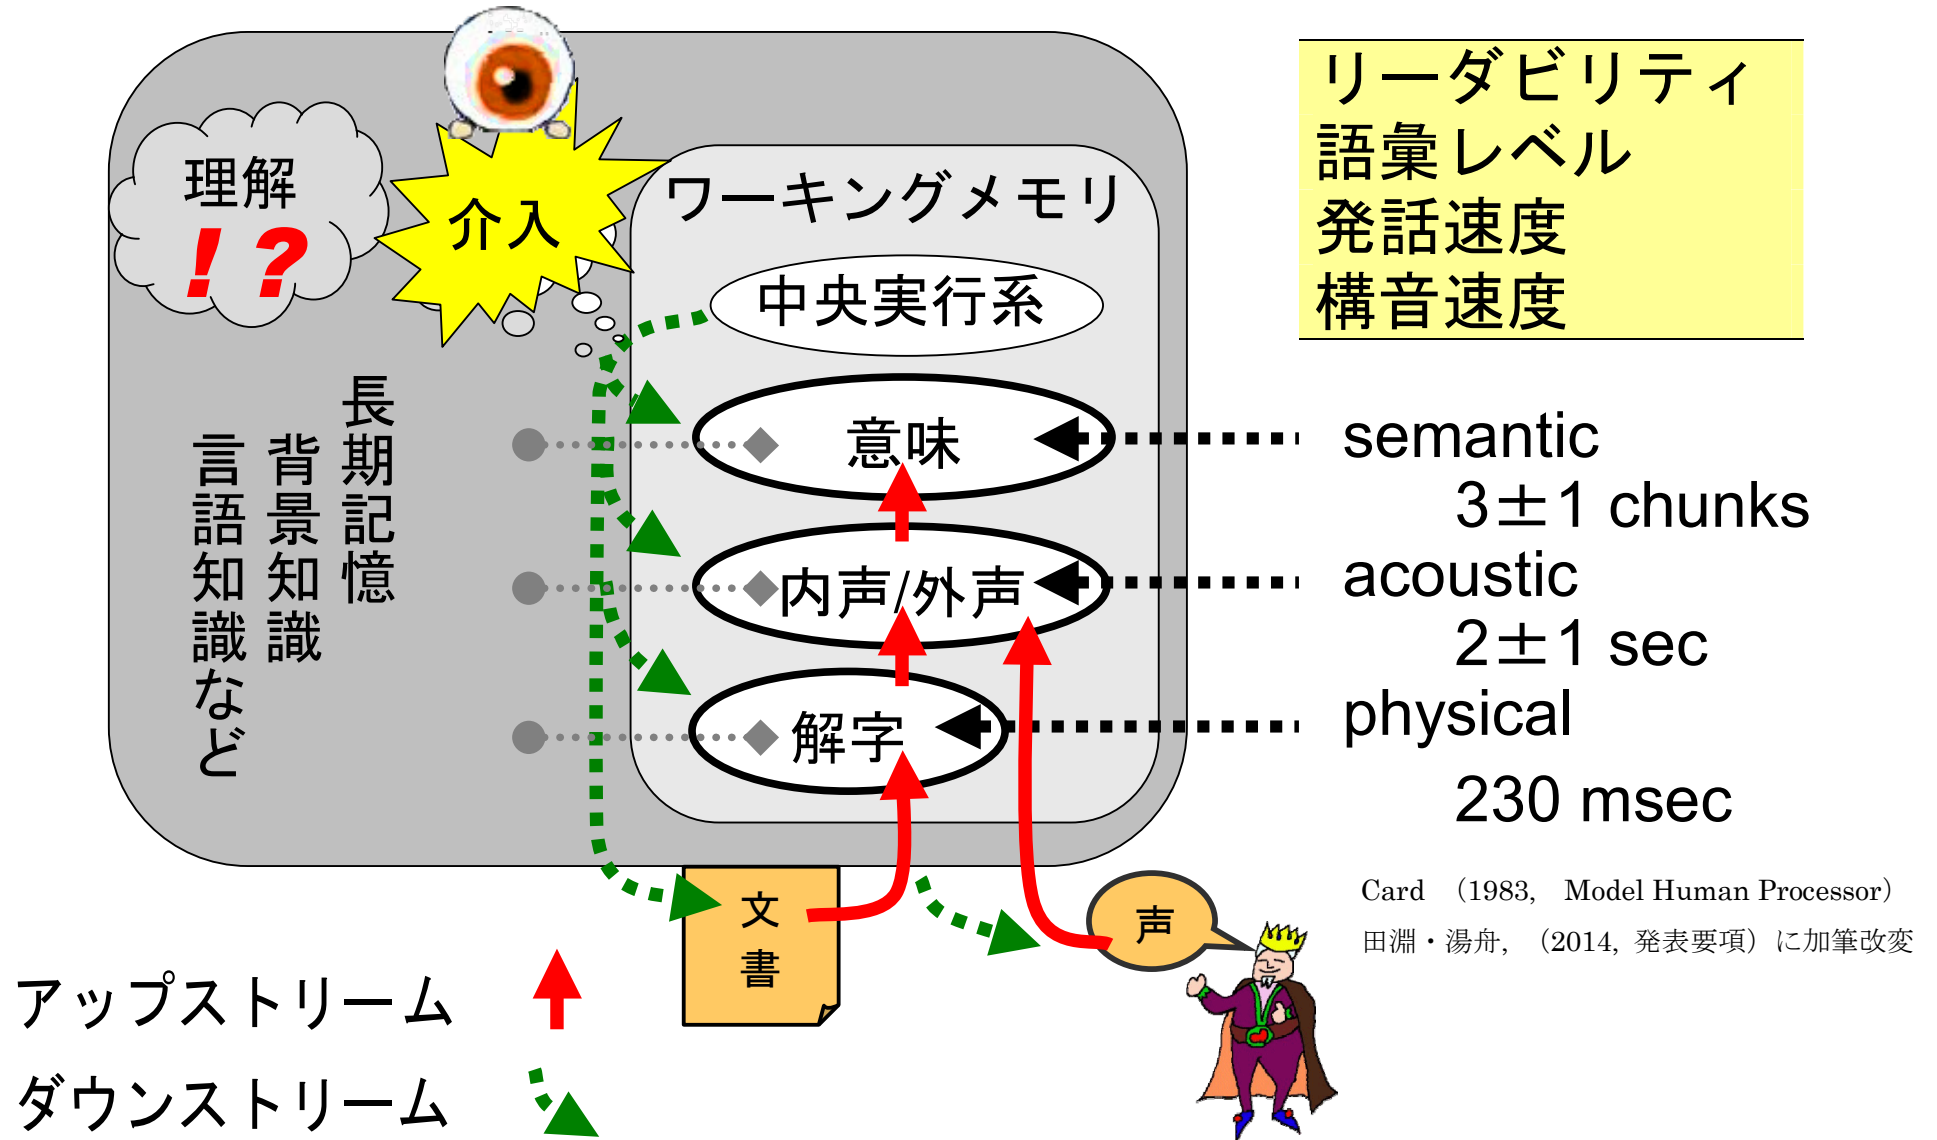 理解
！？
介入
ワーキングメモリ
中央実行系
意味
内声/外声
解字
長期記憶
背景知識
言語知識など
リーダビリティ
語彙レベル
発話速度
構音速度
semantic
3±1 chunks
acoustic
2±1 sec
physical
230 msec
Card （1983, Model Human Processor）
田淵・湯舟, （2014, 発表要項）に加筆改変
文書
声
アップストリーム
ダウンストリーム